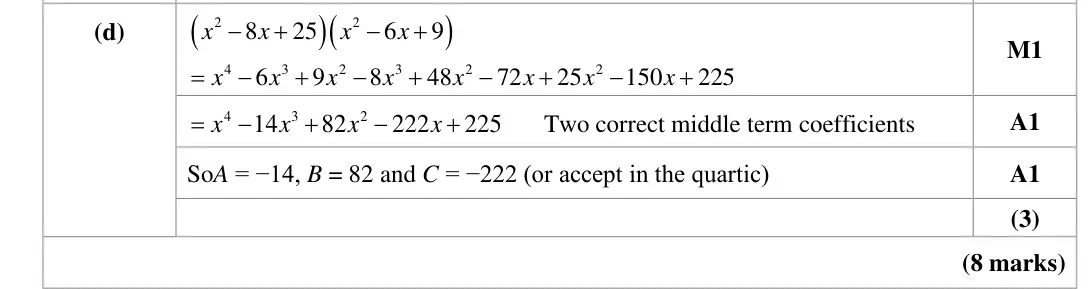 (d) (x² – 8x + 25)(x² – 6x + 9)
M1
= x⁴ – 6x³ + 9x² – 8x³ + 48x² – 72x + 25x² – 150x + 225
= x⁴ – 14x³ + 82x² – 222x + 225 Two correct middle term coefficients A1
SoA = −14, B = 82 and C = −222 (or accept in the quartic) A1
(3)
(8 marks)